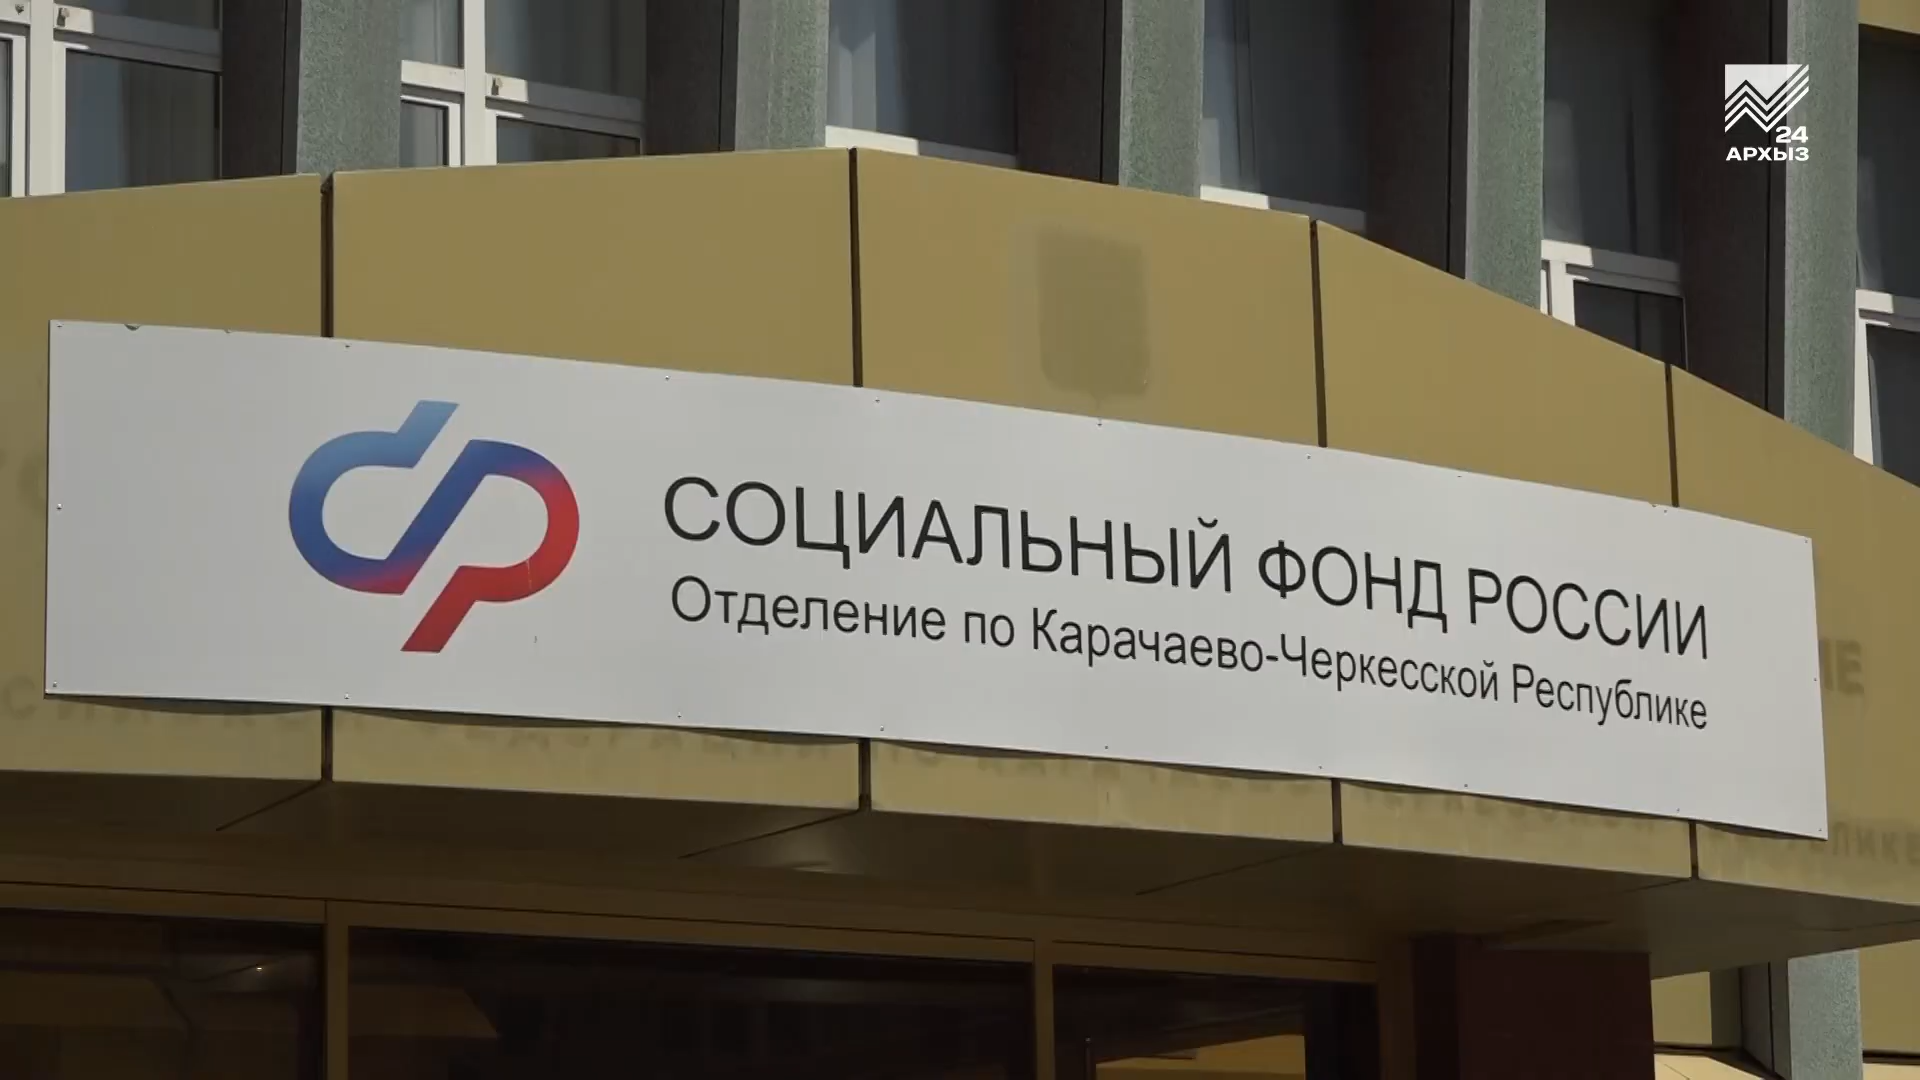 24
АРХЫЗ
СОЦИАЛЬНЫЙ ФОНД РОССИИ
Отделение по Карачаево-Черкесской Республике